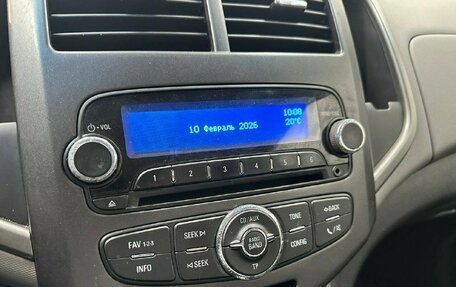 10:08
10 Февраль 2026
20°C
VOL
1 2 3 4 5 6
CD/AUX
TONE
BACK
SEEK
FAV 1-2-3
RADIO
BAND
CONFIG
INFO
SEEK
TP